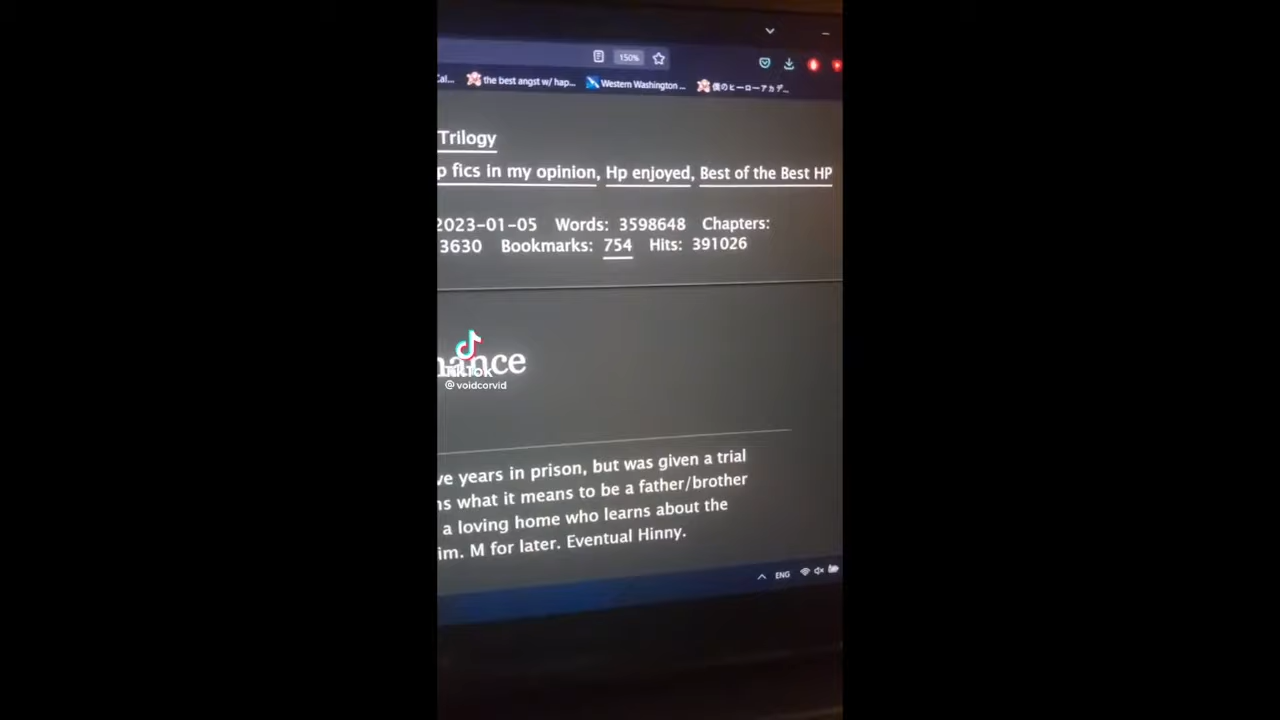 150%
the best angst w/ hap...
Western Washington ...
僕のヒーローアカデ...
Trilogy
fics in my opinion, Hp enjoyed, Best of the Best HP
2023-01-05 Words: 3598648 Chapters:
3630 Bookmarks: 754 Hits: 391026
TikTok
@voidcorvid
years in prison, but was given a trial
what it means to be a father/brother
a loving home who learns about the
M for later. Eventual Hinny.
ENG